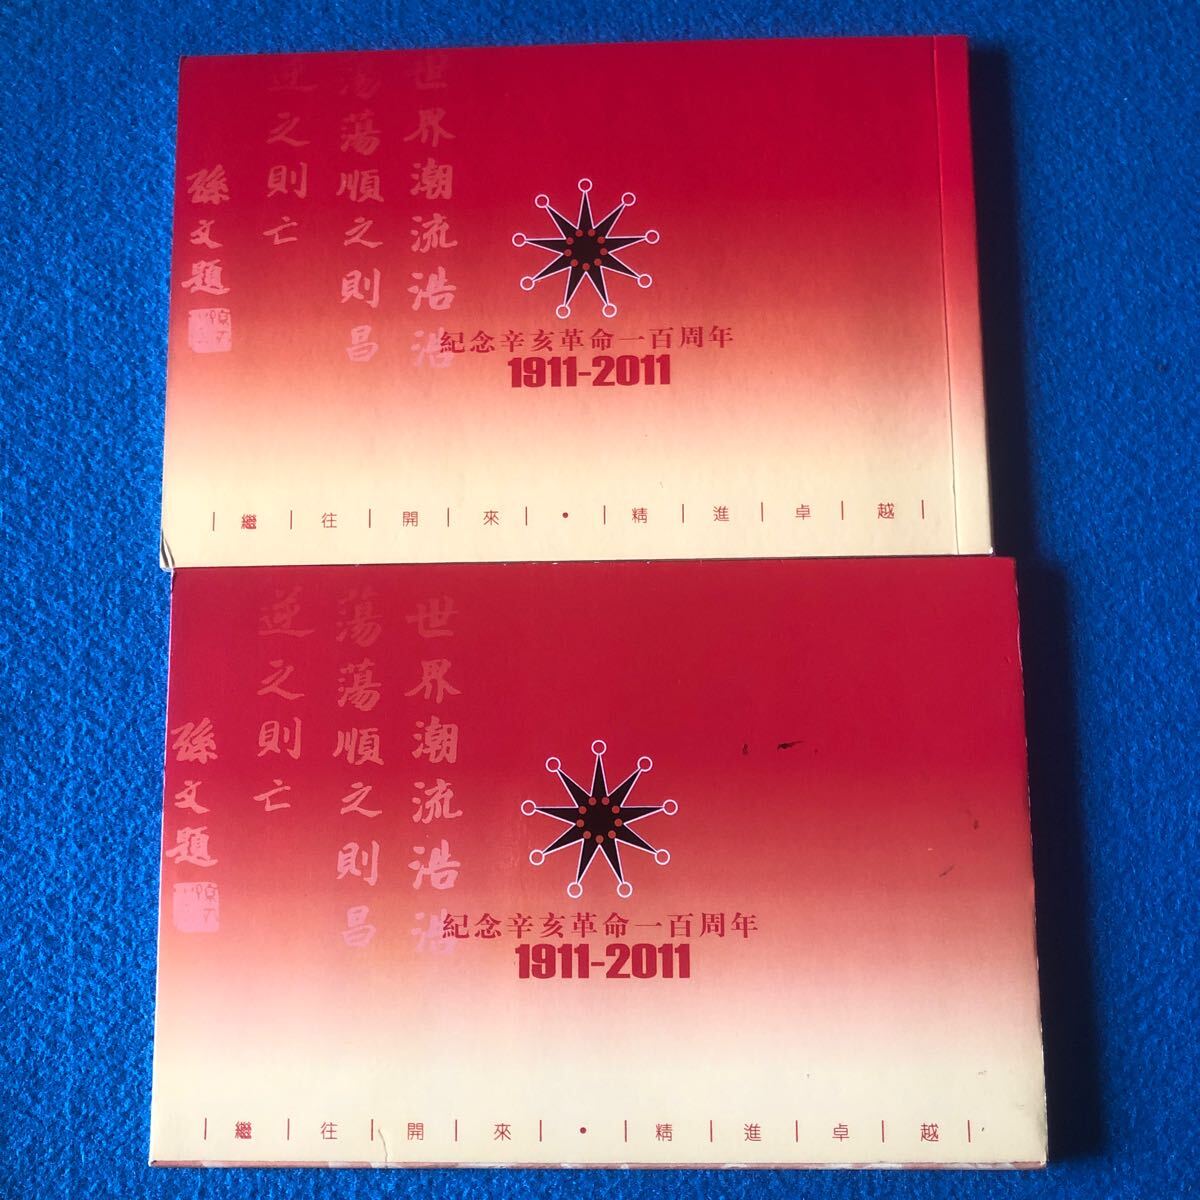 世界潮流浩浩
蕩蕩順之則昌
逆之則亡
孫文題
紀念辛亥革命一百周年
1911-2011
繼往開來・精進卓越
世界潮流浩浩
蕩蕩順之則昌
逆之則亡
孫文題
紀念辛亥革命一百周年
1911-2011
繼往開來・精進卓越